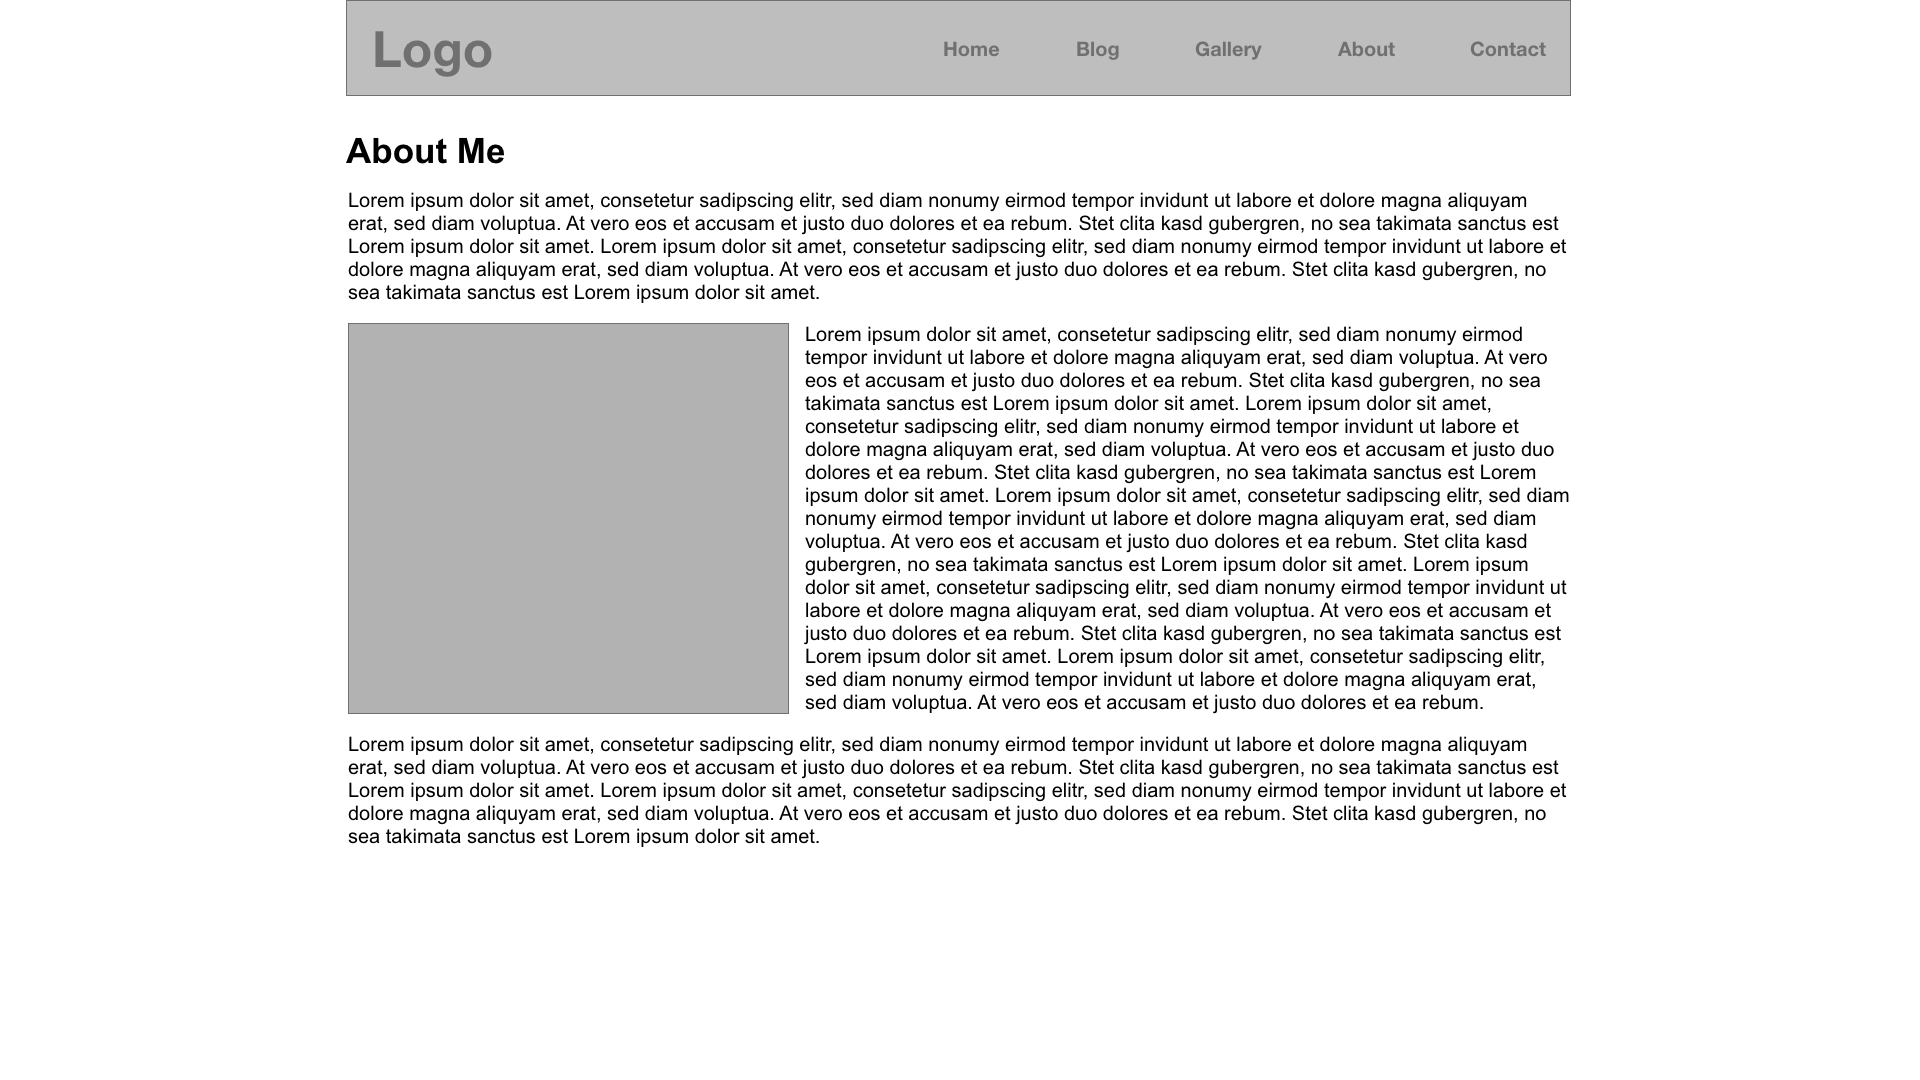 Logo
Home Blog Gallery About Contact
About Me
Lorem ipsum dolor sit amet, consetetur sadipscing elitr, sed diam nonumy eirmod tempor invidunt ut labore et dolore magna aliquyam
erat, sed diam voluptua. At vero eos et accusam et justo duo dolores et ea rebum. Stet clita kasd gubergren, no sea takimata sanctus est
Lorem ipsum dolor sit amet. Lorem ipsum dolor sit amet, consetetur sadipscing elitr, sed diam nonumy eirmod tempor invidunt ut labore et
dolore magna aliquyam erat, sed diam voluptua. At vero eos et accusam et justo duo dolores et ea rebum. Stet clita kasd gubergren, no
sea takimata sanctus est Lorem ipsum dolor sit amet.
Lorem ipsum dolor sit amet, consetetur sadipscing elitr, sed diam nonumy eirmod
tempor invidunt ut labore et dolore magna aliquyam erat, sed diam voluptua. At vero
eos et accusam et justo duo dolores et ea rebum. Stet clita kasd gubergren, no sea
takimata sanctus est Lorem ipsum dolor sit amet. Lorem ipsum dolor sit amet,
consetetur sadipscing elitr, sed diam nonumy eirmod tempor invidunt ut labore et
dolore magna aliquyam erat, sed diam voluptua. At vero eos et accusam et justo duo
dolores et ea rebum. Stet clita kasd gubergren, no sea takimata sanctus est Lorem
ipsum dolor sit amet. Lorem ipsum dolor sit amet, consetetur sadipscing elitr, sed diam
nonumy eirmod tempor invidunt ut labore et dolore magna aliquyam erat, sed diam
voluptua. At vero eos et accusam et justo duo dolores et ea rebum. Stet clita kasd
gubergren, no sea takimata sanctus est Lorem ipsum dolor sit amet. Lorem ipsum
dolor sit amet, consetetur sadipscing elitr, sed diam nonumy eirmod tempor invidunt ut
labore et dolore magna aliquyam erat, sed diam voluptua. At vero eos et accusam et
justo duo dolores et ea rebum. Stet clita kasd gubergren, no sea takimata sanctus est
Lorem ipsum dolor sit amet. Lorem ipsum dolor sit amet, consetetur sadipscing elitr,
sed diam nonumy eirmod tempor invidunt ut labore et dolore magna aliquyam erat,
sed diam voluptua. At vero eos et accusam et justo duo dolores et ea rebum.
Lorem ipsum dolor sit amet, consetetur sadipscing elitr, sed diam nonumy eirmod tempor invidunt ut labore et dolore magna aliquyam
erat, sed diam voluptua. At vero eos et accusam et justo duo dolores et ea rebum. Stet clita kasd gubergren, no sea takimata sanctus est
Lorem ipsum dolor sit amet. Lorem ipsum dolor sit amet, consetetur sadipscing elitr, sed diam nonumy eirmod tempor invidunt ut labore et
dolore magna aliquyam erat, sed diam voluptua. At vero eos et accusam et justo duo dolores et ea rebum. Stet clita kasd gubergren, no
sea takimata sanctus est Lorem ipsum dolor sit amet.